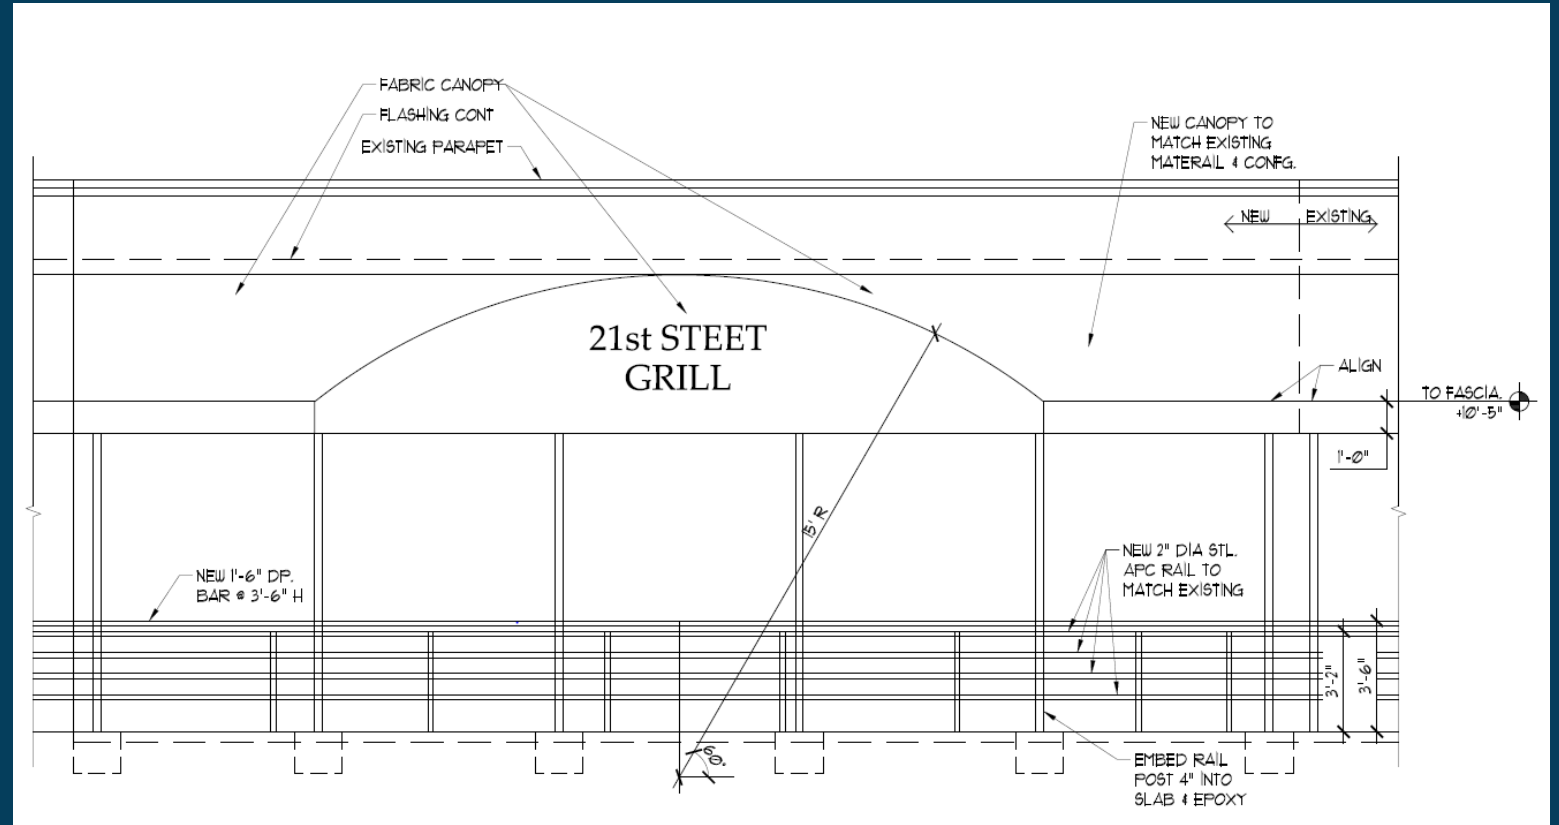 FABRIC CANOPY
FLASHING CONT
EXISTING PARAPET
NEW CANOPY TO
MATCH EXISTING
MATERAIL & CONFG.
NEW
EXISTING
21st STEET
GRILL
ALIGN
TO FASCIA.
+10'-5"
1'-0"
15' R
NEW 1'-6" DP.
BAR @ 3'-6" H
NEW 2" DIA STL.
APC RAIL TO
MATCH EXISTING
3'-2"
3'-6"
60°
EMBED RAIL
POST 4" INTO
SLAB & EPOXY